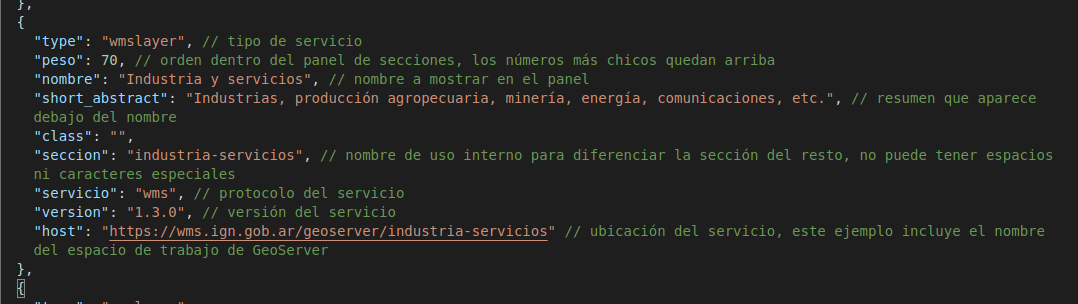 },
{
"type": "wmslayer", // tipo de servicio
"peso": 70, // orden dentro del panel de secciones, los números más chicos quedan arriba
"nombre": "Industria y servicios", // nombre a mostrar en el panel
"short_abstract": "Industrias, producción agropecuaria, minería, energía, comunicaciones, etc.", // resumen que aparece
debajo del nombre
"class": "",
"seccion": "industria-servicios", // nombre de uso interno para diferenciar la sección del resto, no puede tener espacios
ni caracteres especiales
"servicio": "wms", // protocolo del servicio
"version": "1.3.0", // versión del servicio
"host": "https://wms.ign.gob.ar/geoserver/industria-servicios" // ubicación del servicio, este ejemplo incluye el nombre
del espacio de trabajo de GeoServer
},
{